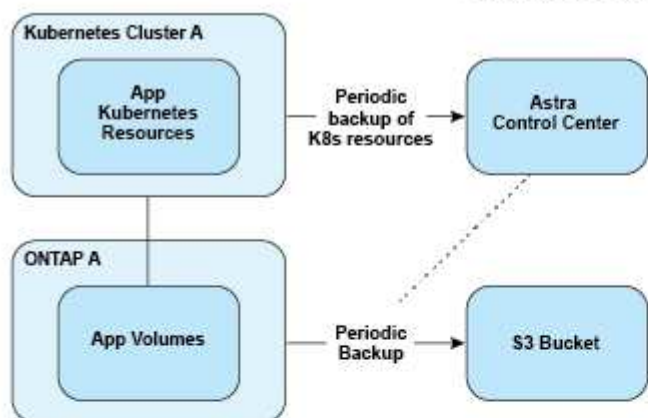 Kubernetes Cluster A
App
Kubernetes
Resources
Periodic
backup of
K8s resources
Astra
Control Center
ONTAP A
App Volumes
Periodic
Backup
S3 Bucket